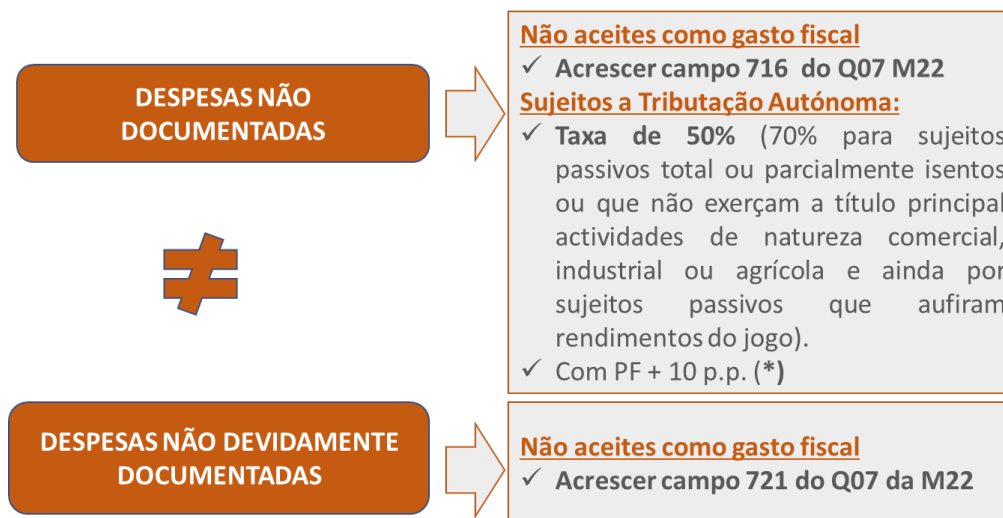 DESPESAS NÃO
DOCUMENTADAS
Não aceites como gasto fiscal
✓ Acrescer campo 716 do Q07 M22
Sujeitos a Tributação Autónoma:
✓ Taxa de 50% (70% para sujeitos
passivos total ou parcialmente isentos
ou que não exerçam a título principal
actividades de natureza comercial,
industrial ou agrícola e ainda por
sujeitos passivos que aufiram
rendimentos do jogo).
✓ Com PF + 10 p.p. (*)
≠
DESPESAS NÃO DEVIDAMENTE
DOCUMENTADAS
Não aceites como gasto fiscal
✓ Acrescer campo 721 do Q07 da M22